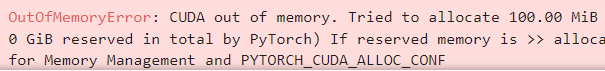 OutOfMemoryError: CUDA out of memory. Tried to allocate 100.00 MiB
0 GiB reserved in total by PyTorch) If reserved memory is >> alloca
for Memory Management and PYTORCH_CUDA_ALLOC_CONF